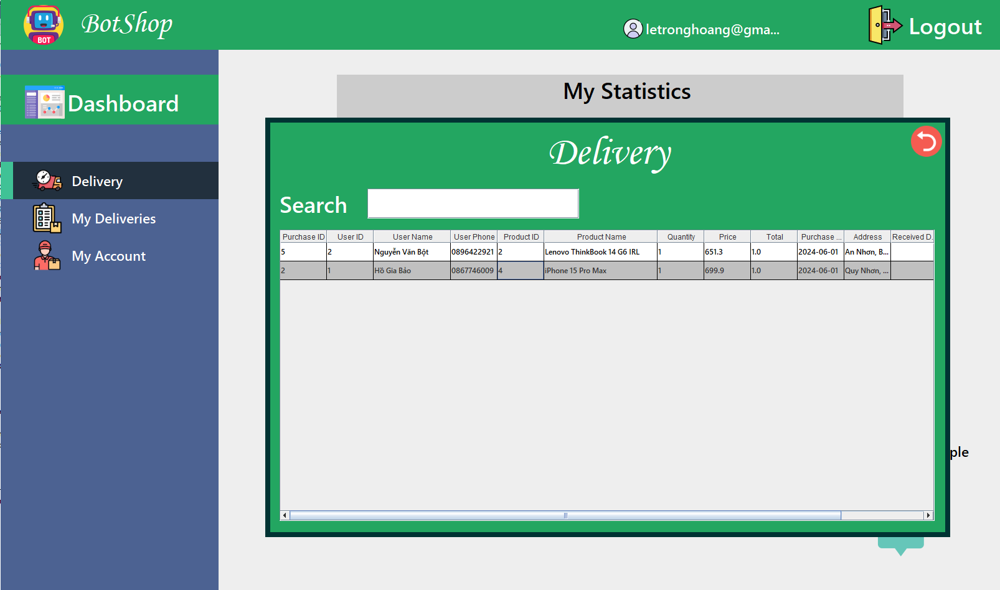 BOT
BotShop
letronghoang@gma...
Logout
Dashboard
My Statistics
Delivery
My Deliveries
My Account
Delivery
Search
Purchase ID User ID User Name User Phone Product ID Product Name Quantity Price Total Purchase ... Address Received D.
5 2 Nguyễn Văn Bột 0896422921 2 Lenovo ThinkBook 14 G6 IRL 1 651.3 1.0 2024-06-01 An Nhơn, B...
2 1 Hồ Gia Bảo 0867746009 4 iPhone 15 Pro Max 1 699.9 1.0 2024-06-01 Quy Nhơn, ...
ple